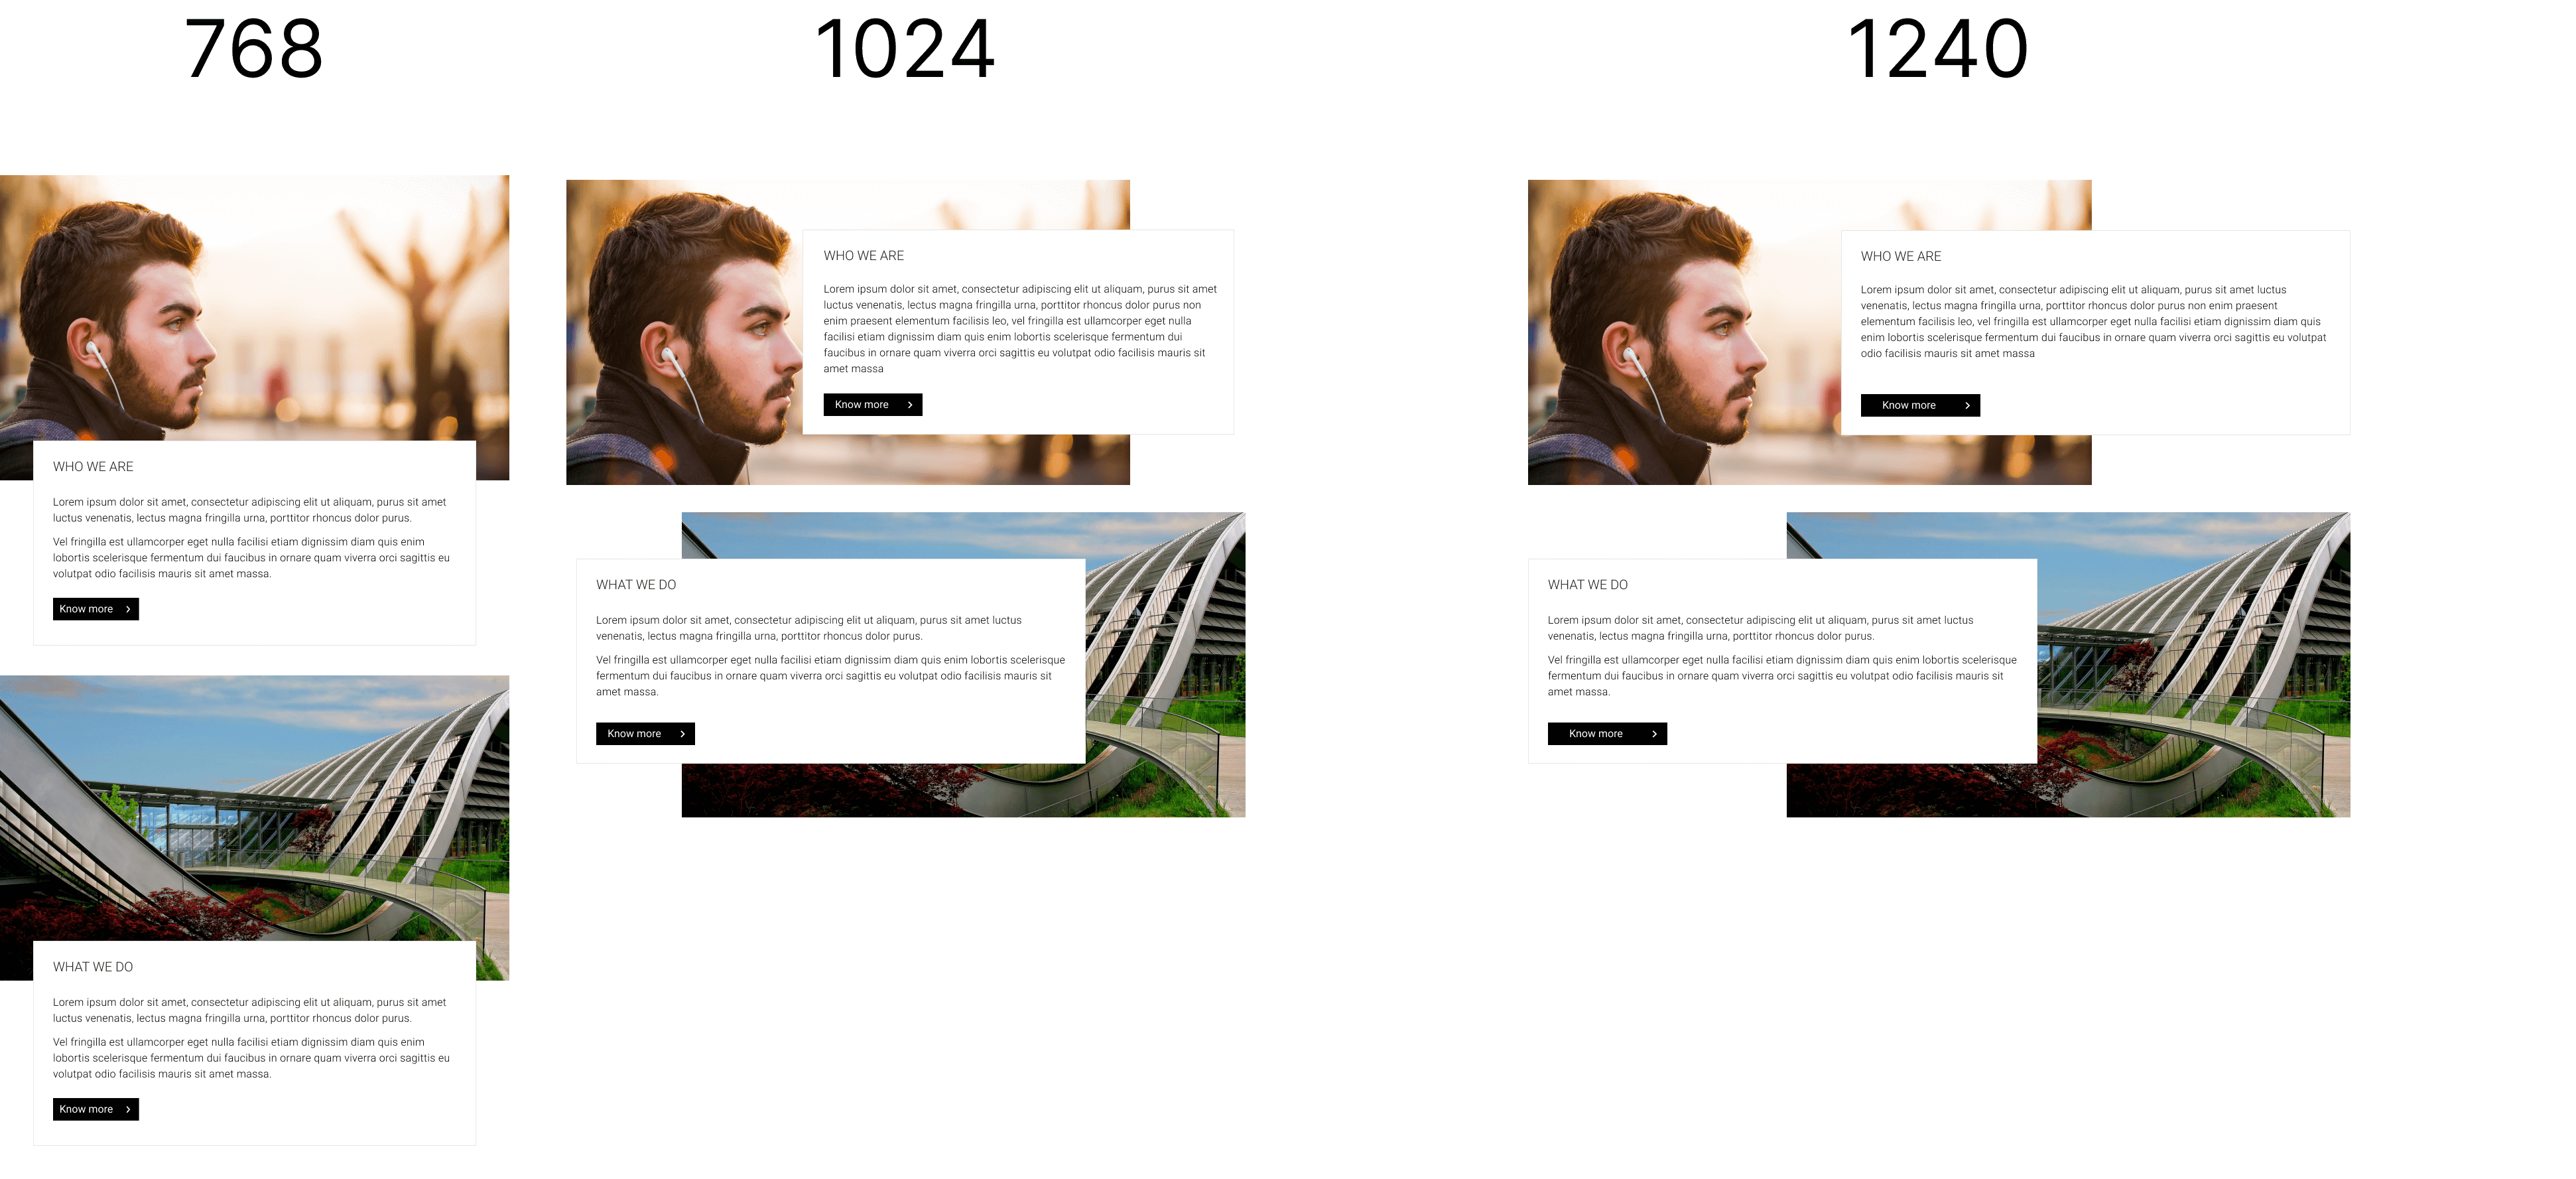 768
WHO WE ARE
Lorem ipsum dolor sit amet, consectetur adipiscing elit ut aliquam, purus sit amet
luctus venenatis, lectus magna fringilla urna, porttitor rhoncus dolor purus.
Vel fringilla est ullamcorper eget nulla facilisi etiam dignissim diam quis enim
lobortis scelerisque fermentum dui faucibus in ornare quam viverra orci sagittis eu
volutpat odio facilisis mauris sit amet massa.
Know more
WHAT WE DO
Lorem ipsum dolor sit amet, consectetur adipiscing elit ut aliquam, purus sit amet
luctus venenatis, lectus magna fringilla urna, porttitor rhoncus dolor purus.
Vel fringilla est ullamcorper eget nulla facilisi etiam dignissim diam quis enim
lobortis scelerisque fermentum dui faucibus in ornare quam viverra orci sagittis eu
volutpat odio facilisis mauris sit amet massa.
Know more
1024
WHO WE ARE
Lorem ipsum dolor sit amet, consectetur adipiscing elit ut aliquam, purus sit amet
luctus venenatis, lectus magna fringilla urna, porttitor rhoncus dolor purus non
enim praesent elementum facilisis leo, vel fringilla est ullamcorper eget nulla
facilisi etiam dignissim diam quis enim lobortis scelerisque fermentum dui
faucibus in ornare quam viverra orci sagittis eu volutpat odio facilisis mauris sit
amet massa
Know more
WHAT WE DO
Lorem ipsum dolor sit amet, consectetur adipiscing elit ut aliquam, purus sit amet luctus
venenatis, lectus magna fringilla urna, porttitor rhoncus dolor purus.
Vel fringilla est ullamcorper eget nulla facilisi etiam dignissim diam quis enim lobortis scelerisque
fermentum dui faucibus in ornare quam viverra orci sagittis eu volutpat odio facilisis mauris sit
amet massa.
Know more
1240
WHO WE ARE
Lorem ipsum dolor sit amet, consectetur adipiscing elit ut aliquam, purus sit amet luctus
venenatis, lectus magna fringilla urna, porttitor rhoncus dolor purus non enim praesent
elementum facilisis leo, vel fringilla est ullamcorper eget nulla facilisi etiam dignissim diam quis
enim lobortis scelerisque fermentum dui faucibus in ornare quam viverra orci sagittis eu volutpat
odio facilisis mauris sit amet massa
Know more
WHAT WE DO
Lorem ipsum dolor sit amet, consectetur adipiscing elit ut aliquam, purus sit amet luctus
venenatis, lectus magna fringilla urna, porttitor rhoncus dolor purus.
Vel fringilla est ullamcorper eget nulla facilisi etiam dignissim diam quis enim lobortis scelerisque
fermentum dui faucibus in ornare quam viverra orci sagittis eu volutpat odio facilisis mauris sit
amet massa.
Know more